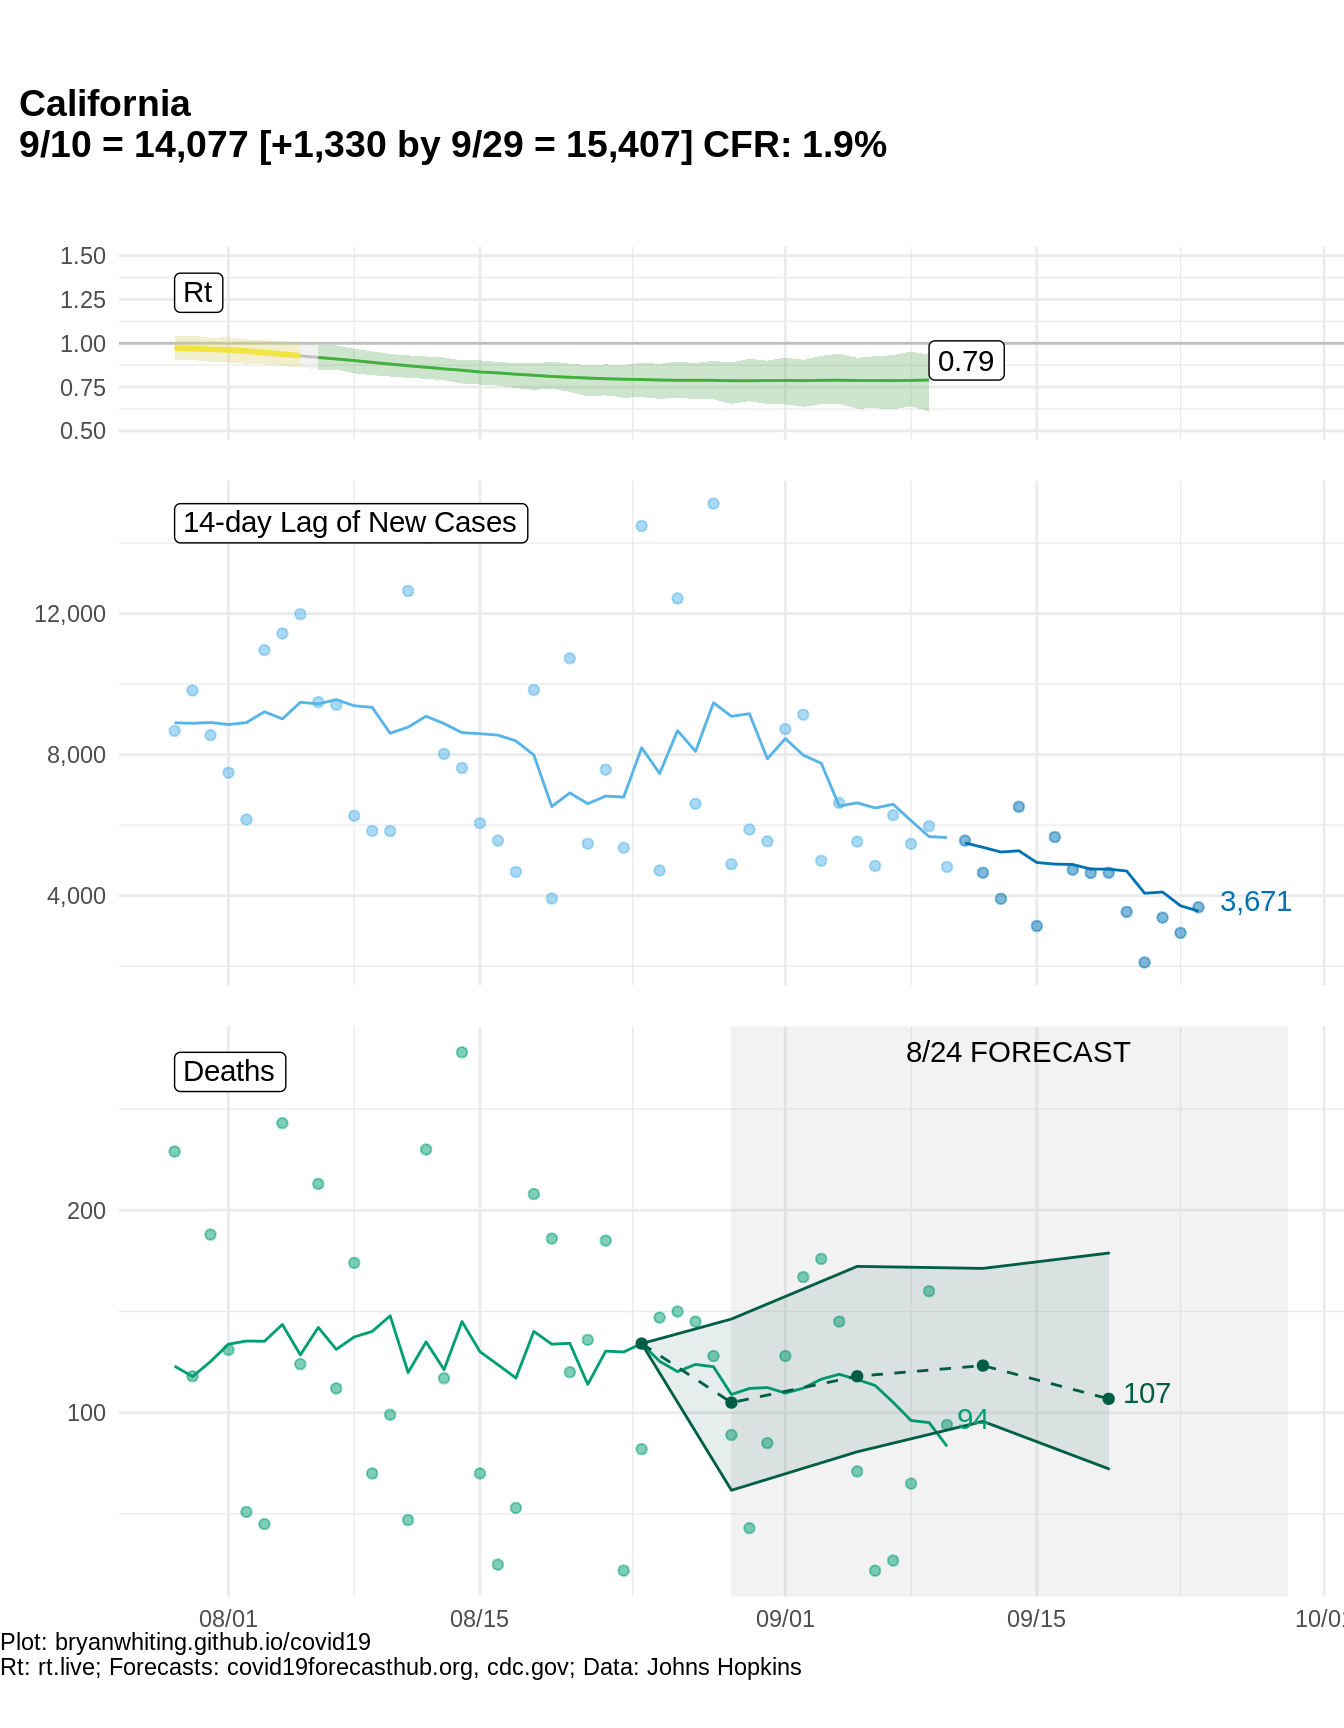 California
9/10 = 14,077 [+1,330 by 9/29 = 15,407] CFR: 1.9%
1.50
Rt
1.25
1.00
0.79
0.75
0.50
14-day Lag of New Cases
12,000
8,000
4,000
3,671
8/24 FORECAST
Deaths
200
107
94
100
08/01 08/15 09/01 09/15 10/01
Plot: bryanwhiting.github.io/covid19
Rt: rt.live; Forecasts: covid19forecasthub.org, cdc.gov; Data: Johns Hopkins